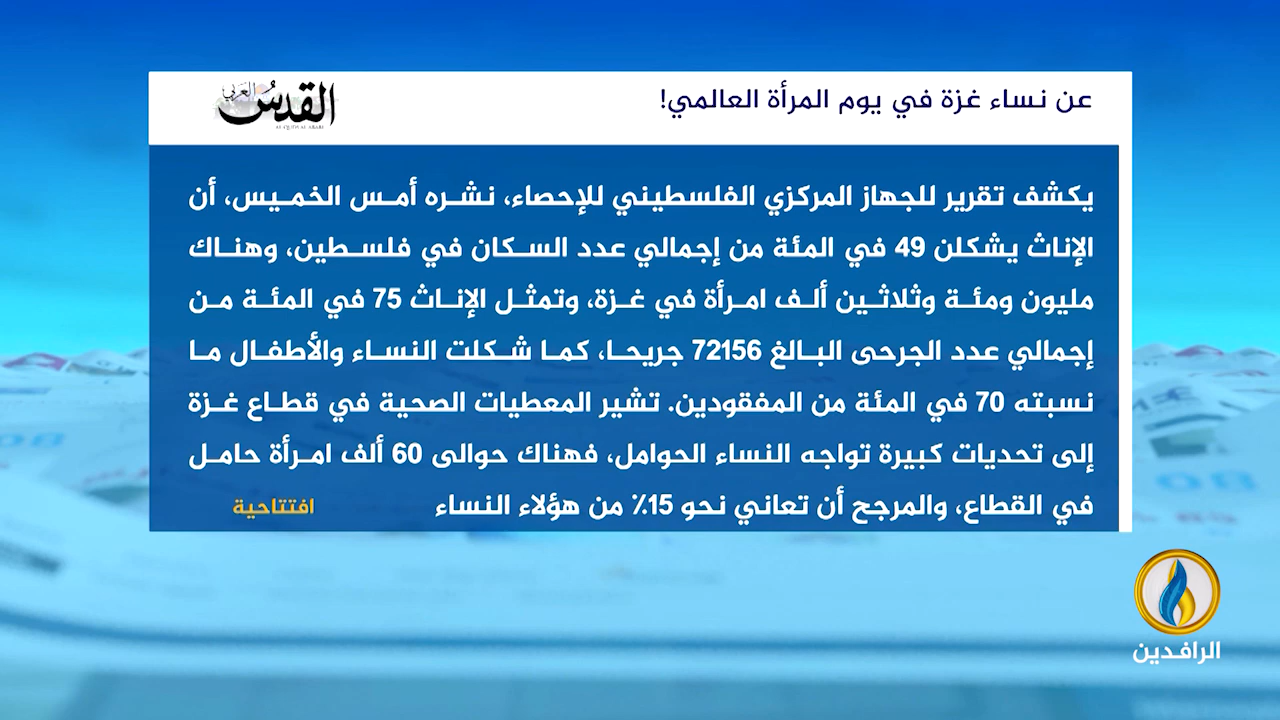 عن نساء غزة في يوم المرأة العالمي!
القدس العربي
AL-QUDS AL-ARABI
يكشف تقرير للجهاز المركزي الفلسطيني للإحصاء، نشره أمس الخميس، أن
الإناث يشكلن 49 في المئة من إجمالي عدد السكان في فلسطين، وهناك
مليون ومئة وثلاثين ألف امرأة في غزة، وتمثل الإناث 75 في المئة من
إجمالي عدد الجرحى البالغ 72156 جريحا، كما شكلت النساء والأطفال ما
نسبته 70 في المئة من المفقودين. تشير المعطيات الصحية في قطاع غزة
إلى تحديات كبيرة تواجه النساء الحوامل، فهناك حوالى 60 ألف امرأة حامل
في القطاع، والمرجح أن تعاني نحو 15٪ من هؤلاء النساء
افتتاحية
الرافدين